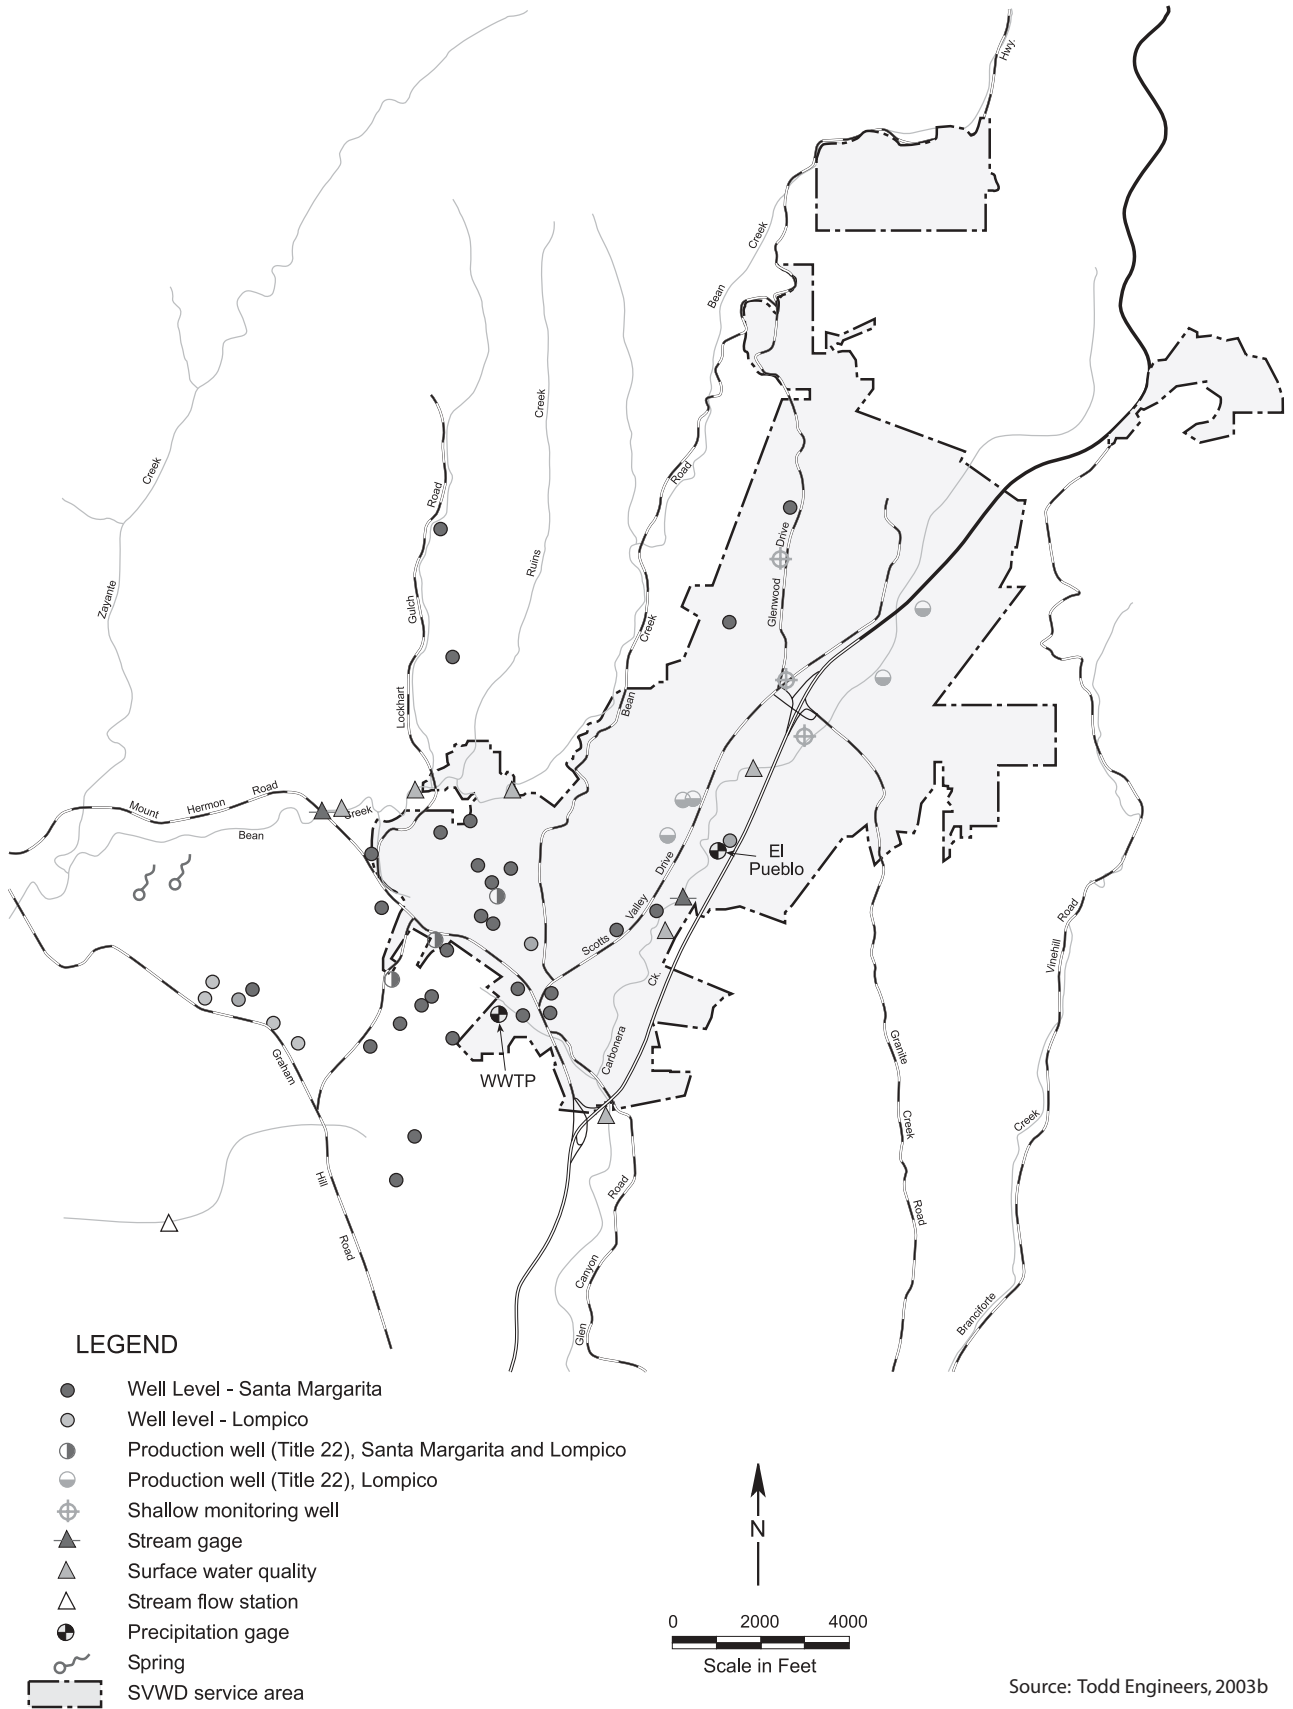 Hwy.
Creek
Bean
Creek
Creek
Road
Road
Drive
Ruins
Zayante
Gulch
Glenwood
Creek
Lockhart
Bean
Mount
Hermon
Road
Creek
Bean
El
Pueblo
Drive
Valley
Scotts
Road
Vinehill
Ck.
Carbonera
Graham
WWTP
Granite
Creek
Creek
Hill
Road
Road
Road
Canyon
Glen
Branciforte
LEGEND
Well Level - Santa Margarita
Well level - Lompico
Production well (Title 22), Santa Margarita and Lompico
Production well (Title 22), Lompico
Shallow monitoring well
Stream gage
Surface water quality
Stream flow station
Precipitation gage
Spring
SVWD service area
N
0 2000 4000
Scale in Feet
Source: Todd Engineers, 2003b